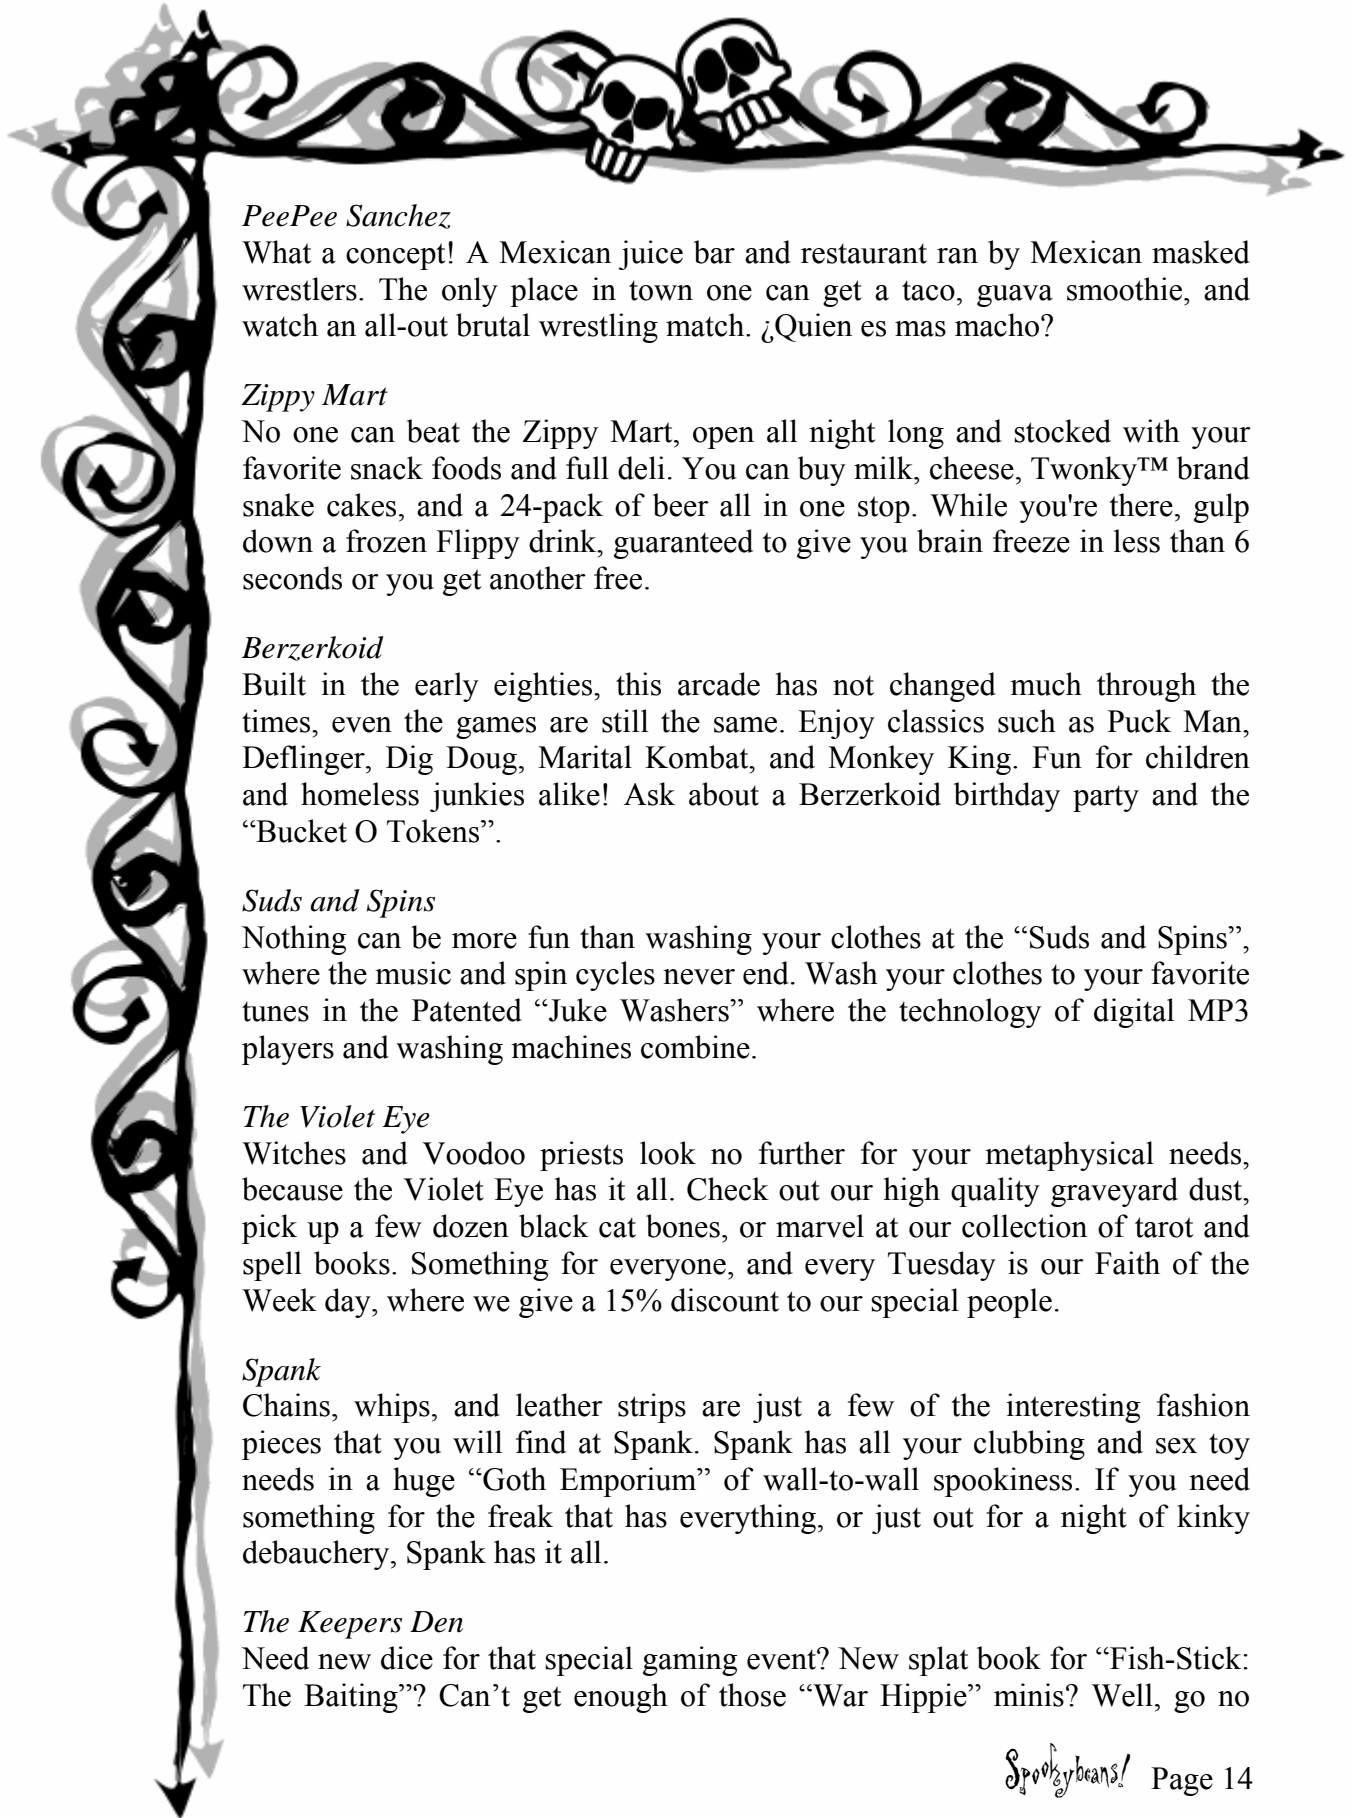 PeePee Sanchez
What a concept! A Mexican juice bar and restaurant ran by Mexican masked
wrestlers. The only place in town one can get a taco, guava smoothie, and
watch an all-out brutal wrestling match. ¿Quien es mas macho?
Zippy Mart
No one can beat the Zippy Mart, open all night long and stocked with your
favorite snack foods and full deli. You can buy milk, cheese, Twonky™ brand
snake cakes, and a 24-pack of beer all in one stop. While you're there, gulp
down a frozen Flippy drink, guaranteed to give you brain freeze in less than 6
seconds or you get another free.
Berzerkoid
Built in the early eighties, this arcade has not changed much through the
times, even the games are still the same. Enjoy classics such as Puck Man,
Deflinger, Dig Doug, Marital Kombat, and Monkey King. Fun for children
and homeless junkies alike! Ask about a Berzerkoid birthday party and the
“Bucket O Tokens”.
Suds and Spins
Nothing can be more fun than washing your clothes at the “Suds and Spins”,
where the music and spin cycles never end. Wash your clothes to your favorite
tunes in the Patented “Juke Washers” where the technology of digital MP3
players and washing machines combine.
The Violet Eye
Witches and Voodoo priests look no further for your metaphysical needs,
because the Violet Eye has it all. Check out our high quality graveyard dust,
pick up a few dozen black cat bones, or marvel at our collection of tarot and
spell books. Something for everyone, and every Tuesday is our Faith of the
Week day, where we give a 15% discount to our special people.
Spank
Chains, whips, and leather strips are just a few of the interesting fashion
pieces that you will find at Spank. Spank has all your clubbing and sex toy
needs in a huge “Goth Emporium” of wall-to-wall spookiness. If you need
something for the freak that has everything, or just out for a night of kinky
debauchery, Spank has it all.
The Keepers Den
Need new dice for that special gaming event? New splat book for “Fish-Stick:
The Baiting”? Can’t get enough of those “War Hippie” minis? Well, go no
Spookybeans! Page 14